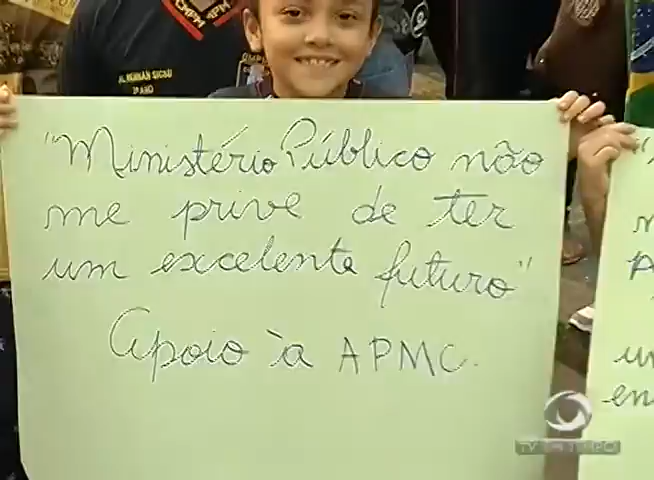 "Ministério Público não
me prive de ter
um excelente futuro"
Apoio à APMC.